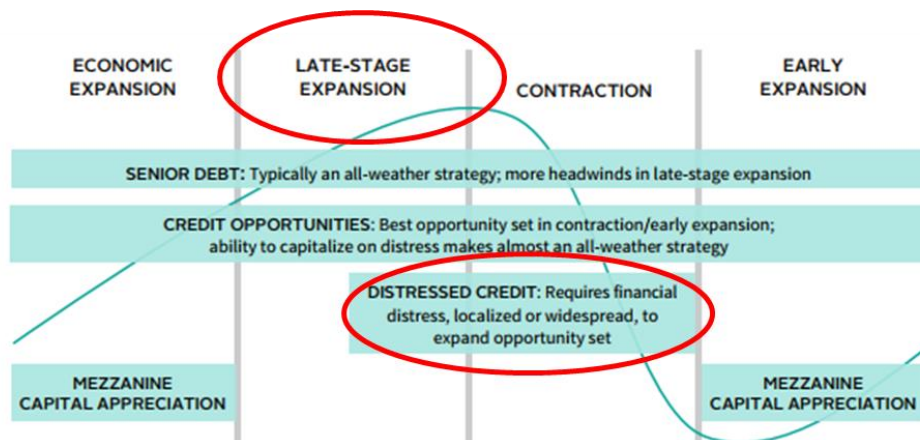 ECONOMIC
EXPANSION
LATE-STAGE
EXPANSION
CONTRACTION
EARLY
EXPANSION
SENIOR DEBT: Typically an all-weather strategy; more headwinds in late-stage expansion
CREDIT OPPORTUNITIES: Best opportunity set in contraction/early expansion;
ability to capitalize on distress makes almost an all-weather strategy
DISTRESSED CREDIT: Requires financial
distress, localized or widespread, to
expand opportunity set
MEZZANINE
CAPITAL APPRECIATION
MEZZANINE
CAPITAL APPRECIATION